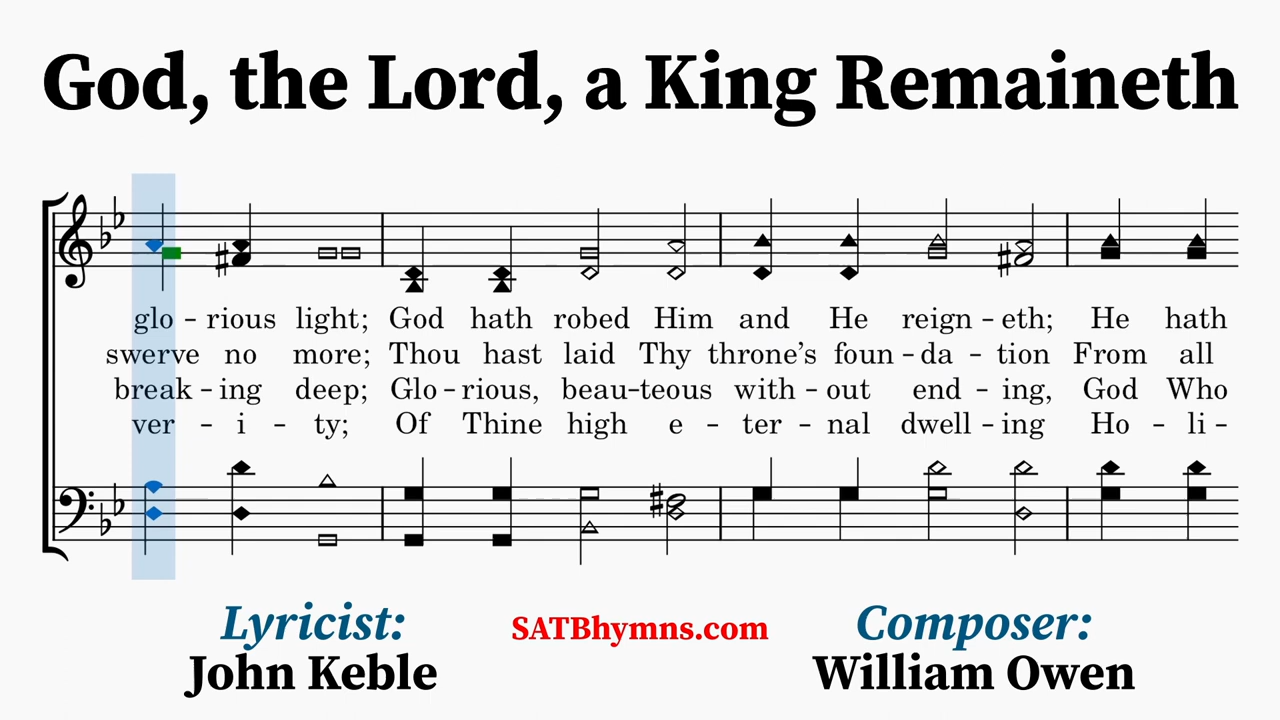 God, the Lord, a King Remaineth
glo - rious light; God hath robed Him and He reign - eth; He hath
swerve no more; Thou hast laid Thy throne's foun - da - tion From all
break - ing deep; Glo - rious, beau - teous with - out end - ing, God Who
ver - i - ty; Of Thine high e - ter - nal dwell - ing Ho - li -
Lyricist: SATBhymns.com Composer:
John Keble William Owen